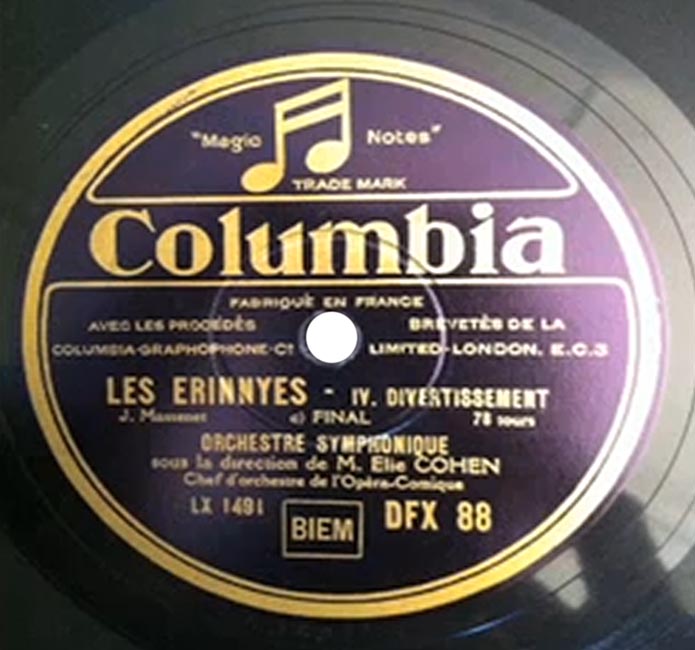 "Magic Notes"
TRADE MARK
Columbia
FABRIQUÉ EN FRANCE
AVEC LES PROCÉDÉS BREVETÉS DE LA
COLUMBIA-GRAPHOPHONE-Cº LIMITED-LONDON. E.C.3
LES ERINNYES - IV. DIVERTISSEMENT
J. Massenet c) FINAL 78 tours
ORCHESTRE SYMPHONIQUE
sous la direction de M. Elie COHEN
Chef d'orchestre de l'Opéra-Comique
LX 1491 BIEM DFX 88